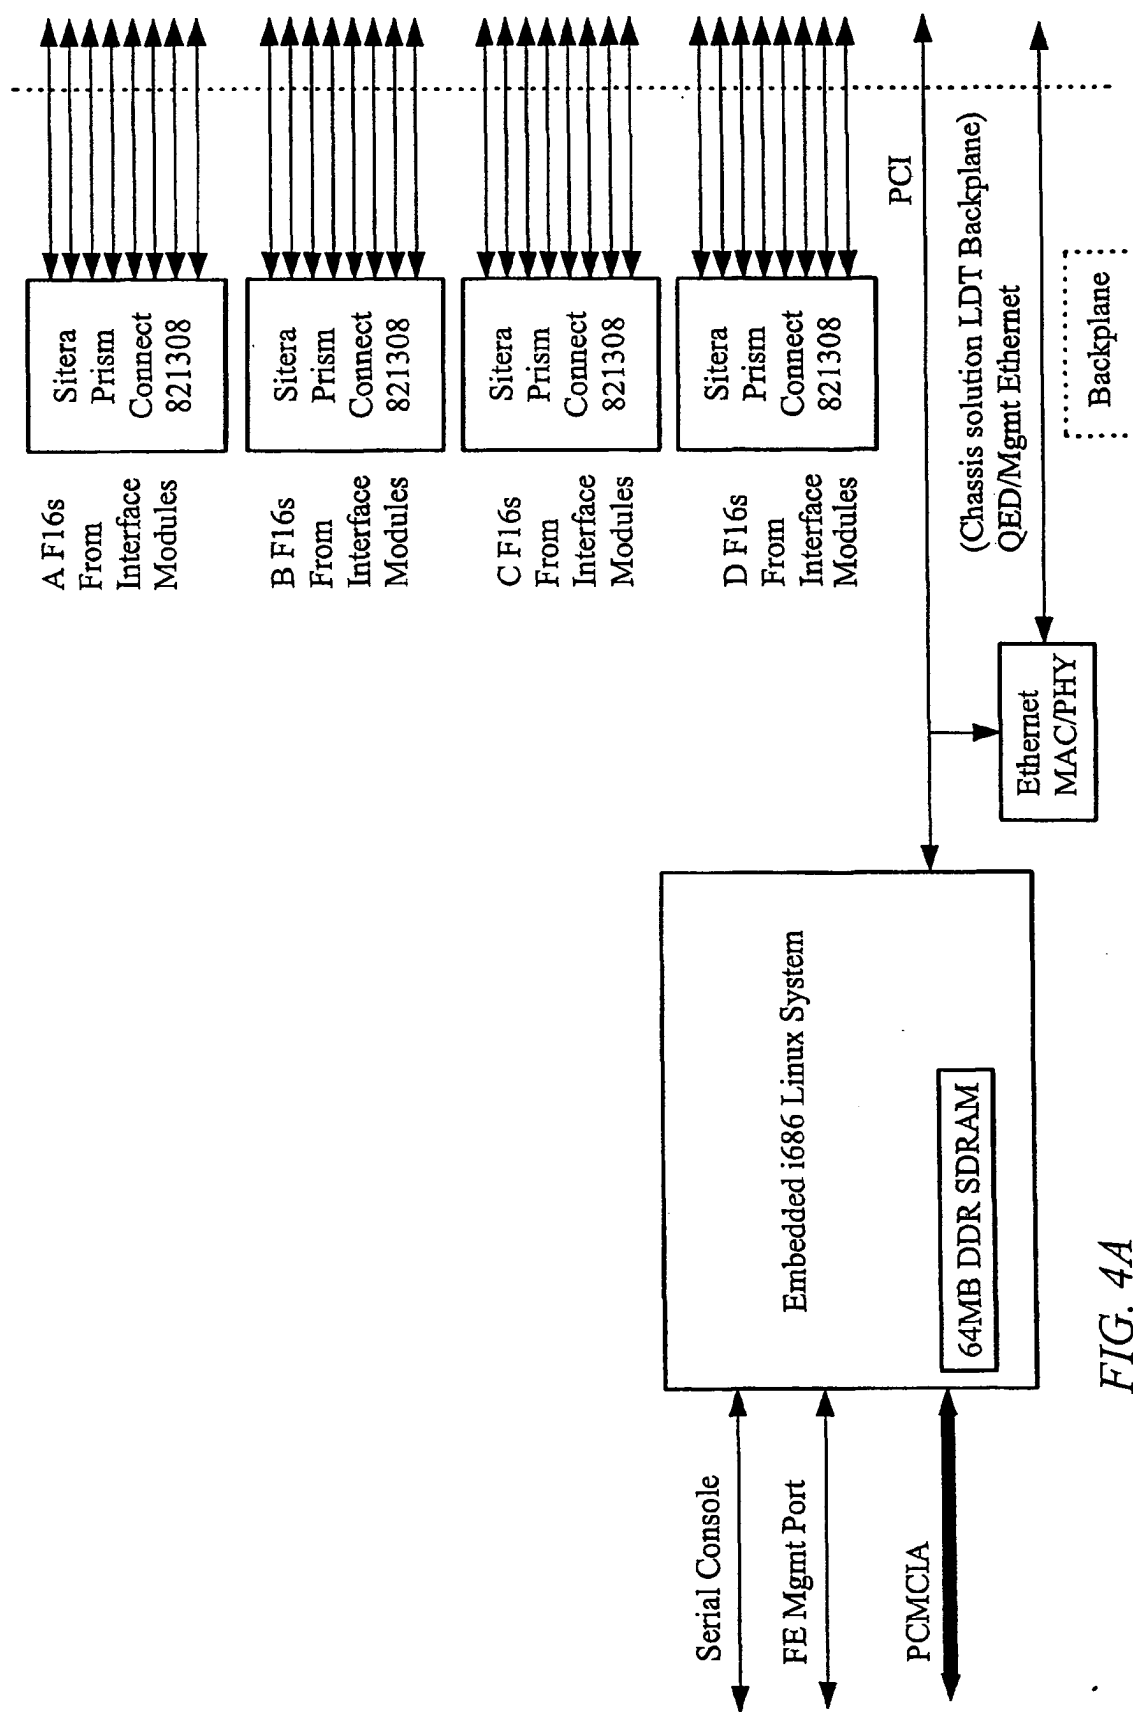 A F16s
From
Interface
Modules
Sitera
Prism
Connect
821308
B F16s
From
Interface
Modules
Sitera
Prism
Connect
821308
C F16s
From
Interface
Modules
Sitera
Prism
Connect
821308
D F16s
From
Interface
Modules
Sitera
Prism
Connect
821308
PCI
(Chassis solution LDT Backplane)
QED/Mgmt Ethernet
Backplane
Ethernet
MAC/PHY
Embedded i686 Linux System
64MB DDR SDRAM
Serial Console
FE Mgmt Port
PCMCIA
FIG. 4A